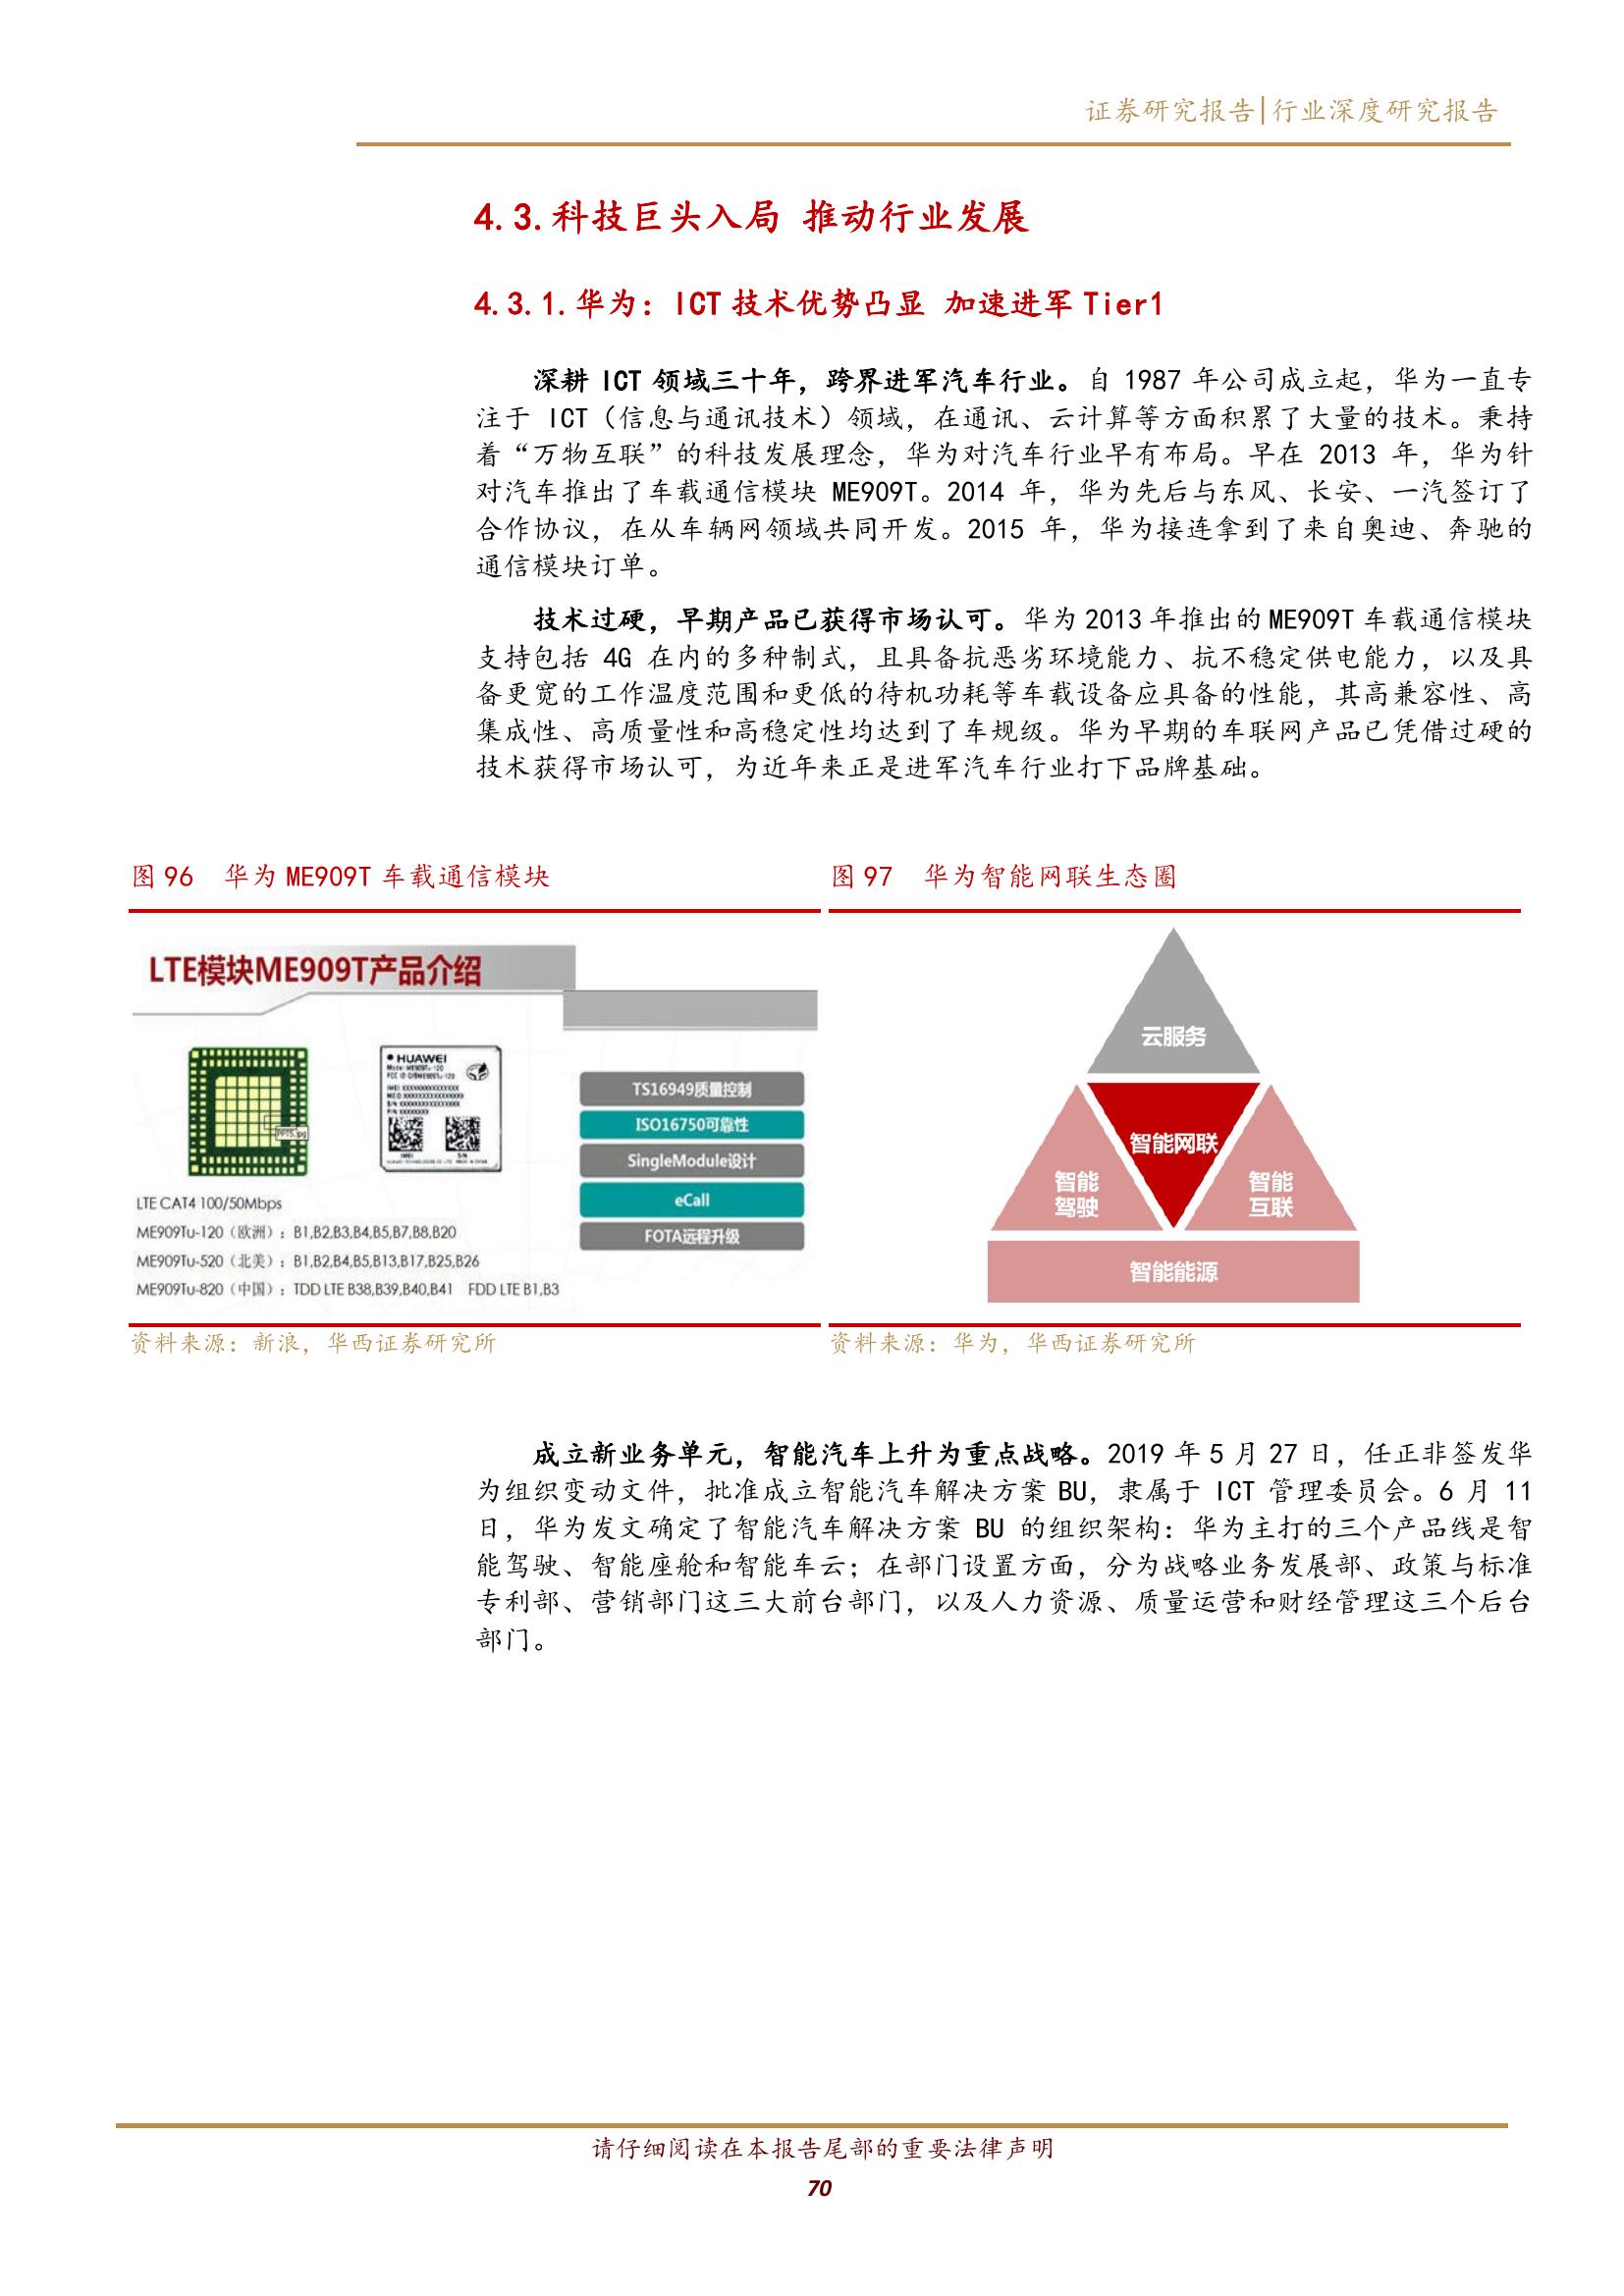 证券研究报告|行业深度研究报告
4.3.科技巨头入局 推动行业发展
4.3.1.华为：ICT 技术优势凸显 加速进军 Tier1
深耕 ICT 领域三十年，跨界进军汽车行业。自 1987 年公司成立起，华为一直专
注于 ICT（信息与通讯技术）领域，在通讯、云计算等方面积累了大量的技术。秉持
着“万物互联”的科技发展理念，华为对汽车行业早有布局。早在 2013 年，华为针
对汽车推出了车载通信模块 ME909T。2014 年，华为先后与东风、长安、一汽签订了
合作协议，在从车辆网领域共同开发。2015 年，华为接连拿到了来自奥迪、奔驰的
通信模块订单。
技术过硬，早期产品已获得市场认可。华为 2013 年推出的 ME909T 车载通信模块
支持包括 4G 在内的多种制式，且具备抗恶劣环境能力、抗不稳定供电能力，以及具
备更宽的工作温度范围和更低的待机功耗等车载设备应具备的性能，其高兼容性、高
集成性、高质量性和高稳定性均达到了车规级。华为早期的车联网产品已凭借过硬的
技术获得市场认可，为近年来正是进军汽车行业打下品牌基础。
图 96 华为 ME909T 车载通信模块
LTE模块ME909T产品介绍
HUAWEI
PPT5.jpg
IMEI
S/N
TS16949质量控制
ISO16750可靠性
SingleModule设计
eCall
FOTA远程升级
LTE CAT4 100/50Mbps
ME909Tu-120（欧洲）：B1,B2,B3,B4,B5,B7,B8,B20
ME909Tu-520（北美）：B1,B2,B4,B5,B13,B17,B25,B26
ME909Tu-820（中国）：TDD LTE B38,B39,B40,B41 FDD LTE B1,B3
资料来源：新浪，华西证券研究所
图 97 华为智能网联生态圈
云服务
智能网联
智能
驾驶
智能
互联
智能能源
资料来源：华为，华西证券研究所
成立新业务单元，智能汽车上升为重点战略。2019 年 5 月 27 日，任正非签发华
为组织变动文件，批准成立智能汽车解决方案 BU，隶属于 ICT 管理委员会。6 月 11
日，华为发文确定了智能汽车解决方案 BU 的组织架构：华为主打的三个产品线是智
能驾驶、智能座舱和智能车云；在部门设置方面，分为战略业务发展部、政策与标准
专利部、营销部门这三大前台部门，以及人力资源、质量运营和财经管理这三个后台
部门。
请仔细阅读在本报告尾部的重要法律声明
70